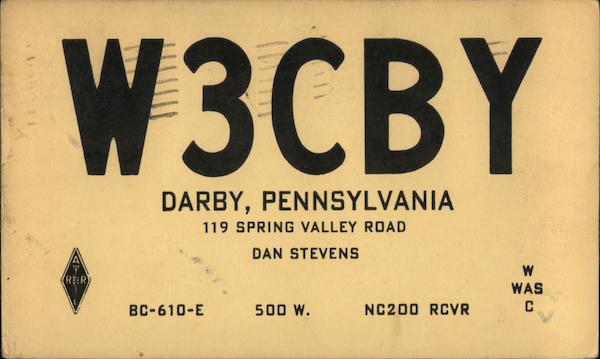 W3CBY
DARBY, PENNSYLVANIA
119 SPRING VALLEY ROAD
DAN STEVENS
A
R R
L
BC-610-E 500 W. NC200 RCVR
W
WAS
C